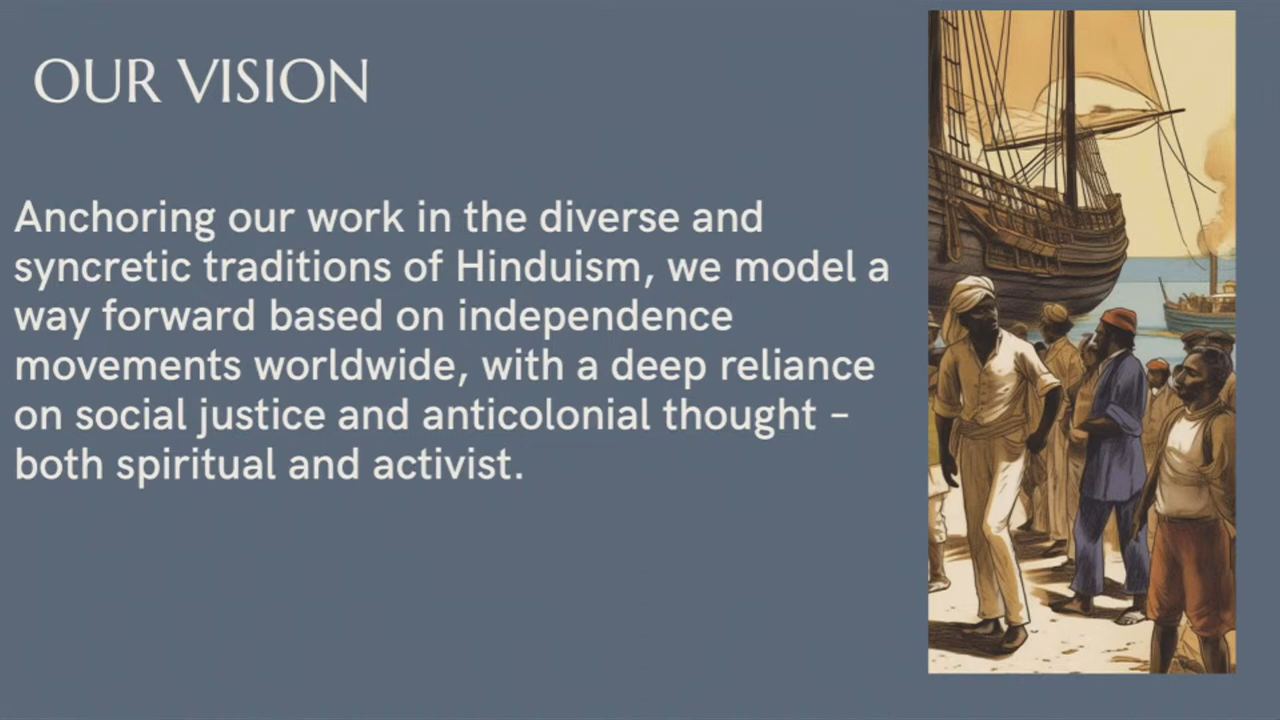 OUR VISION
Anchoring our work in the diverse and
syncretic traditions of Hinduism, we model a
way forward based on independence
movements worldwide, with a deep reliance
on social justice and anticolonial thought –
both spiritual and activist.